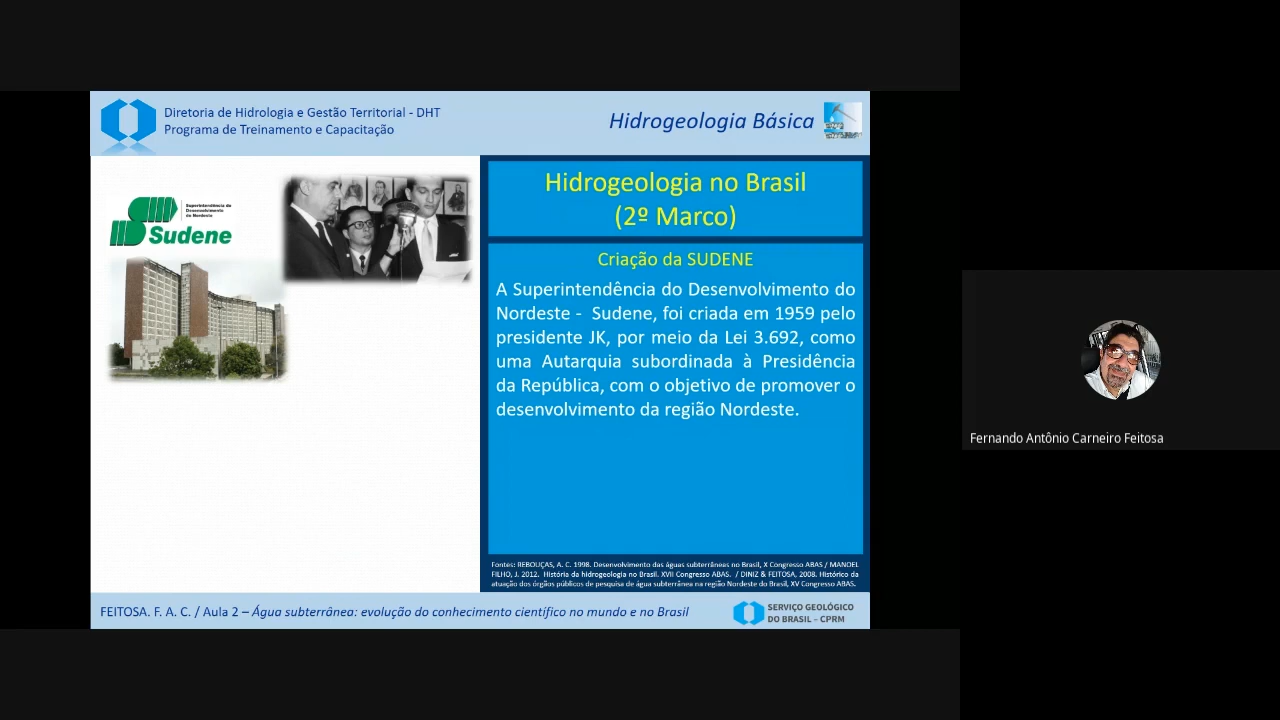 Diretoria de Hidrologia e Gestão Territorial - DHT
Programa de Treinamento e Capacitação
Hidrogeologia Básica
Superintendência do
Desenvolvimento
do Nordeste
Sudene
Hidrogeologia no Brasil
(2º Marco)
Criação da SUDENE
A Superintendência do Desenvolvimento do
Nordeste - Sudene, foi criada em 1959 pelo
presidente JK, por meio da Lei 3.692, como
uma Autarquia subordinada à Presidência
da República, com o objetivo de promover o
desenvolvimento da região Nordeste.
Fontes: REBOUÇAS, A. C. 1998. Desenvolvimento das águas subterrâneas no Brasil, X Congresso ABAS / MANOEL
FILHO, J. 2012. História da hidrogeologia no Brasil. XVII Congresso ABAS. / DINIZ & FEITOSA, 2008. Histórico da
atuação dos órgãos públicos de pesquisa de água subterrânea na região Nordeste do Brasil, XV Congresso ABAS.
FEITOSA. F. A. C. / Aula 2 – Água subterrânea: evolução do conhecimento científico no mundo e no Brasil
SERVIÇO GEOLÓGICO
DO BRASIL – CPRM
Fernando Antônio Carneiro Feitosa